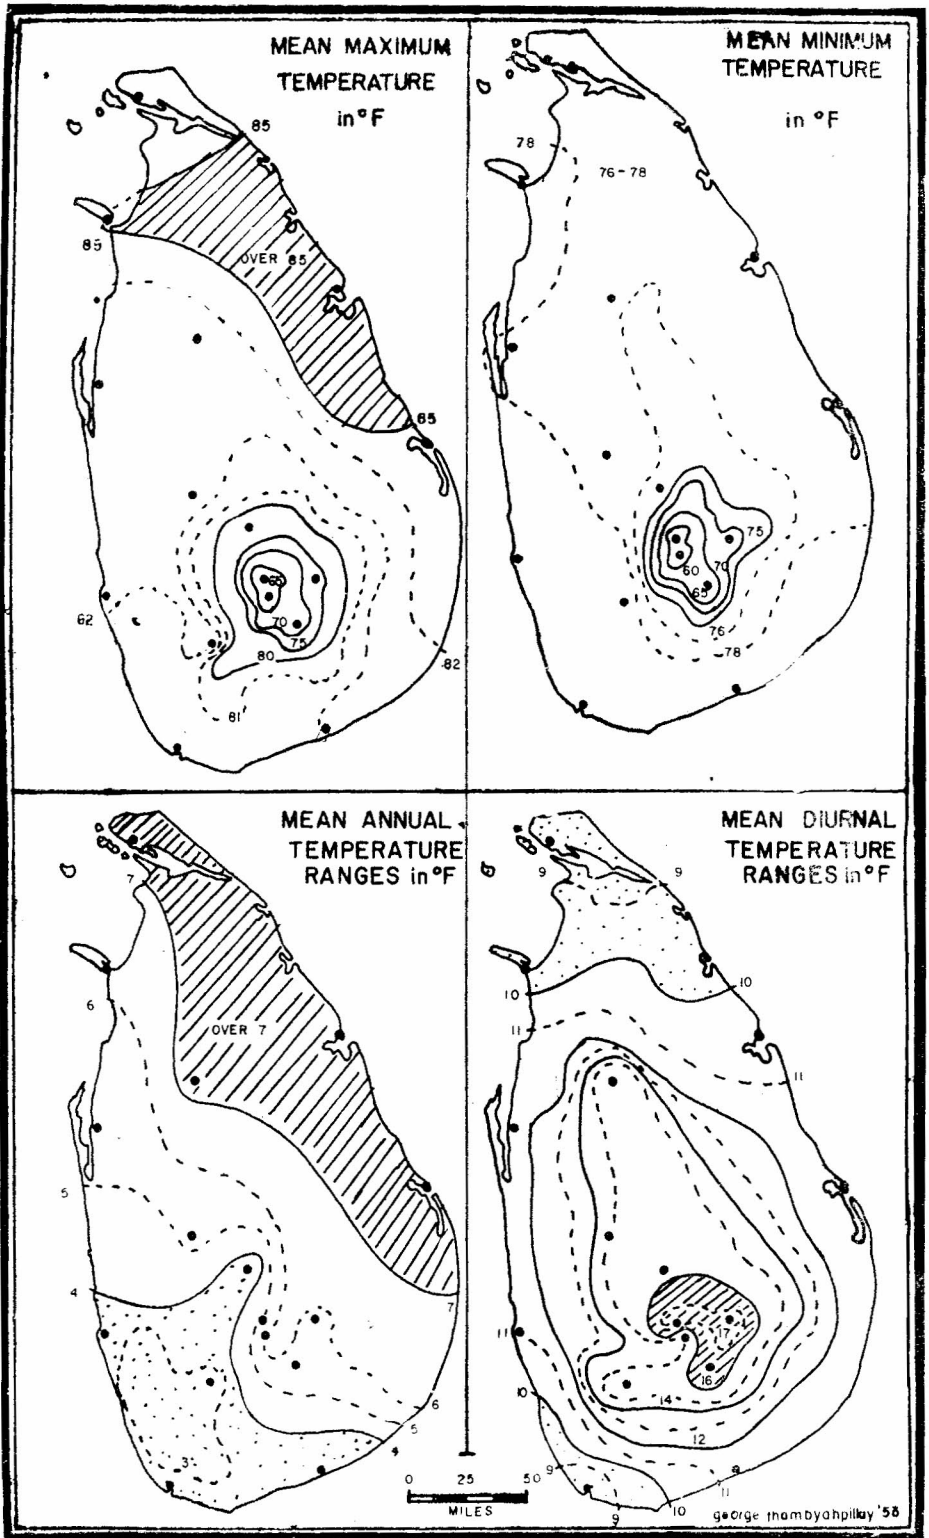 MEAN MAXIMUM
TEMPERATURE
in °F
85
85
OVER 85
85
65
70
75
80
81
62
82
MEAN MINIMUM
TEMPERATURE
in °F
78
76-78
75
70
60
65
76
78
MEAN ANNUAL
TEMPERATURE
RANGES in °F
7
6
OVER 7
5
4
7
6
5
4
3
MEAN DIURNAL
TEMPERATURE
RANGES in °F
9
9
10
10
11
11
17
16
14
12
11
10
9
11
10
9
0 25 50
MILES
george thambyahpillay '58